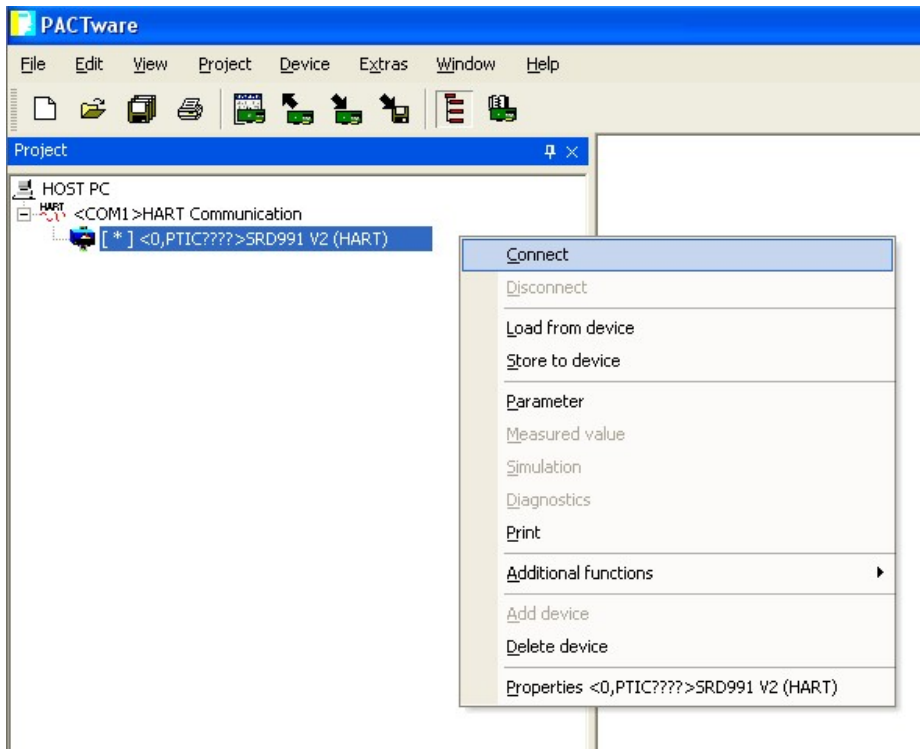 PACTware
File Edit View Project Device Extras Window Help
Project
HOST PC
HART <COM1>HART Communication
[ * ] <0,PTIC????>SRD991 V2 (HART)
Connect
Disconnect
Load from device
Store to device
Parameter
Measured value
Simulation
Diagnostics
Print
Additional functions
Add device
Delete device
Properties <0,PTIC????>SRD991 V2 (HART)